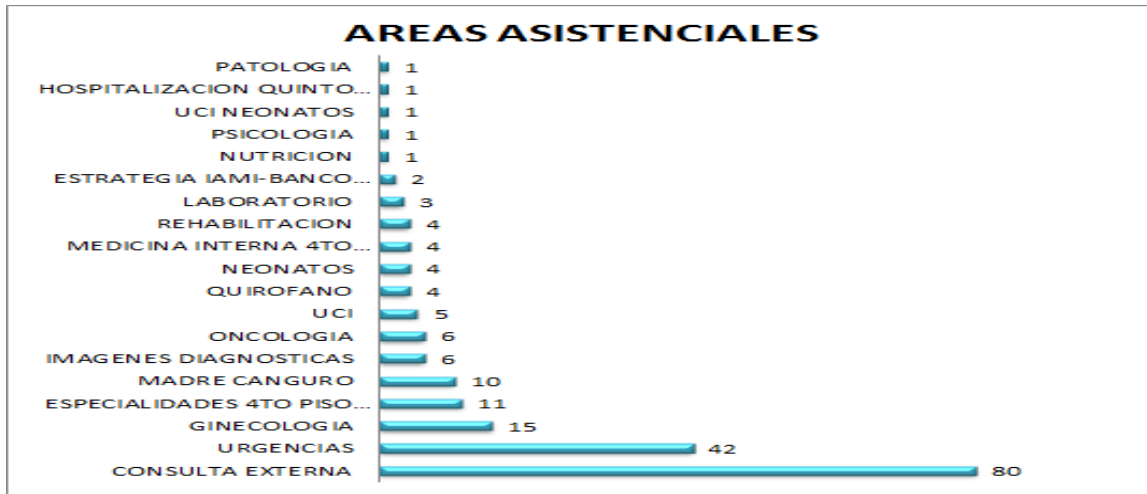 AREAS ASISTENCIALES
PATOLOGIA 1
HOSPITALIZACION QUINTO... 1
UCI NEONATOS 1
PSICOLOGIA 1
NUTRICION 1
ESTRATEGIA IAMI-BANCO... 2
LABORATORIO 3
REHABILITACION 4
MEDICINA INTERNA 4TO... 4
NEONATOS 4
QUIROFANO 4
UCI 5
ONCOLOGIA 6
IMAGENES DIAGNOSTICAS 6
MADRE CANGURO 10
ESPECIALIDADES 4TO PISO... 11
GINECOLOGIA 15
URGENCIAS 42
CONSULTA EXTERNA 80